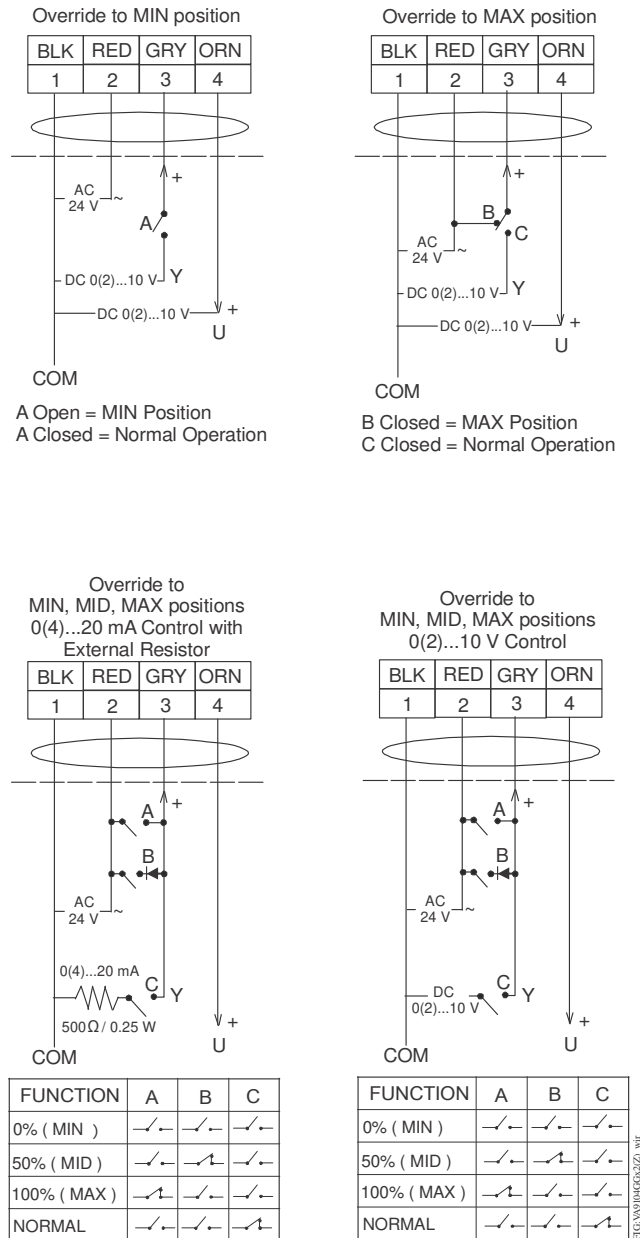 Override to MIN position
BLK RED GRY ORN
1 2 3 4
+
AC
24 V ~
A
DC 0(2)...10 V Y
DC 0(2)...10 V +
U
COM
A Open = MIN Position
A Closed = Normal Operation
Override to MAX position
BLK RED GRY ORN
1 2 3 4
+
B
C
AC
24 V ~
DC 0(2)...10 V Y
DC 0(2)...10 V +
U
COM
B Closed = MAX Position
C Closed = Normal Operation
Override to
MIN, MID, MAX positions
0(4)...20 mA Control with
External Resistor
BLK RED GRY ORN
1 2 3 4
A +
B
AC
24 V ~
0(4)...20 mA
C Y
500Ω / 0.25 W
+
U
COM
FUNCTION A B C
0% ( MIN )
50% ( MID )
100% ( MAX )
NORMAL
Override to
MIN, MID, MAX positions
0(2)...10 V Control
BLK RED GRY ORN
1 2 3 4
A +
B
AC
24 V ~
DC
0(2)...10 V
C Y
+
U
COM
FUNCTION A B C
0% ( MIN )
50% ( MID )
100% ( MAX )
NORMAL
FIG:VA9104GGx2(Z)_wir